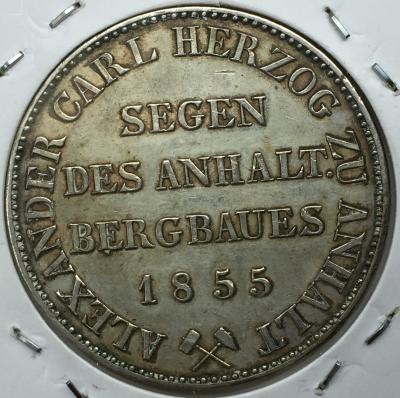 ALEXANDER CARL HERZOG ZU ANHALT
SEGEN
DES ANHALT.
BERGBAUES
1855